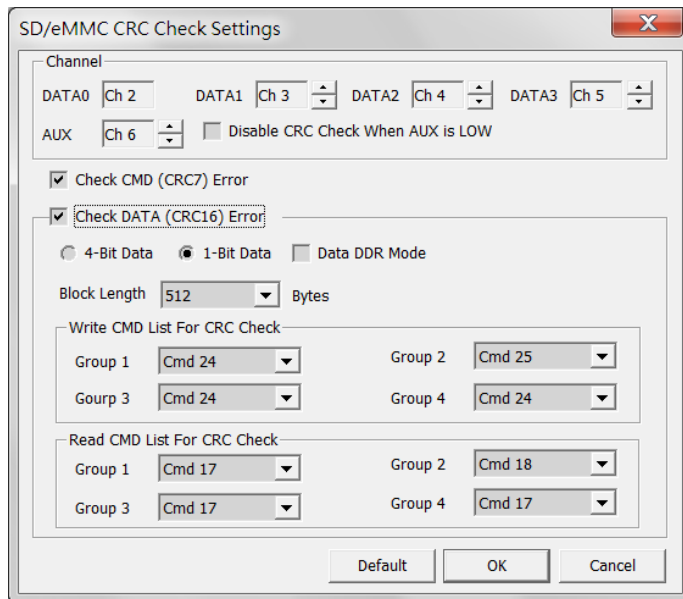 SD/eMMC CRC Check Settings
Channel
DATA0 Ch 2 DATA1 Ch 3 DATA2 Ch 4 DATA3 Ch 5
AUX Ch 6 Disable CRC Check When AUX is LOW
Check CMD (CRC7) Error
Check DATA (CRC16) Error
4-Bit Data 1-Bit Data Data DDR Mode
Block Length 512 Bytes
Write CMD List For CRC Check
Group 1 Cmd 24 Group 2 Cmd 25
Gourp 3 Cmd 24 Group 4 Cmd 24
Read CMD List For CRC Check
Group 1 Cmd 17 Group 2 Cmd 18
Group 3 Cmd 17 Group 4 Cmd 17
Default OK Cancel